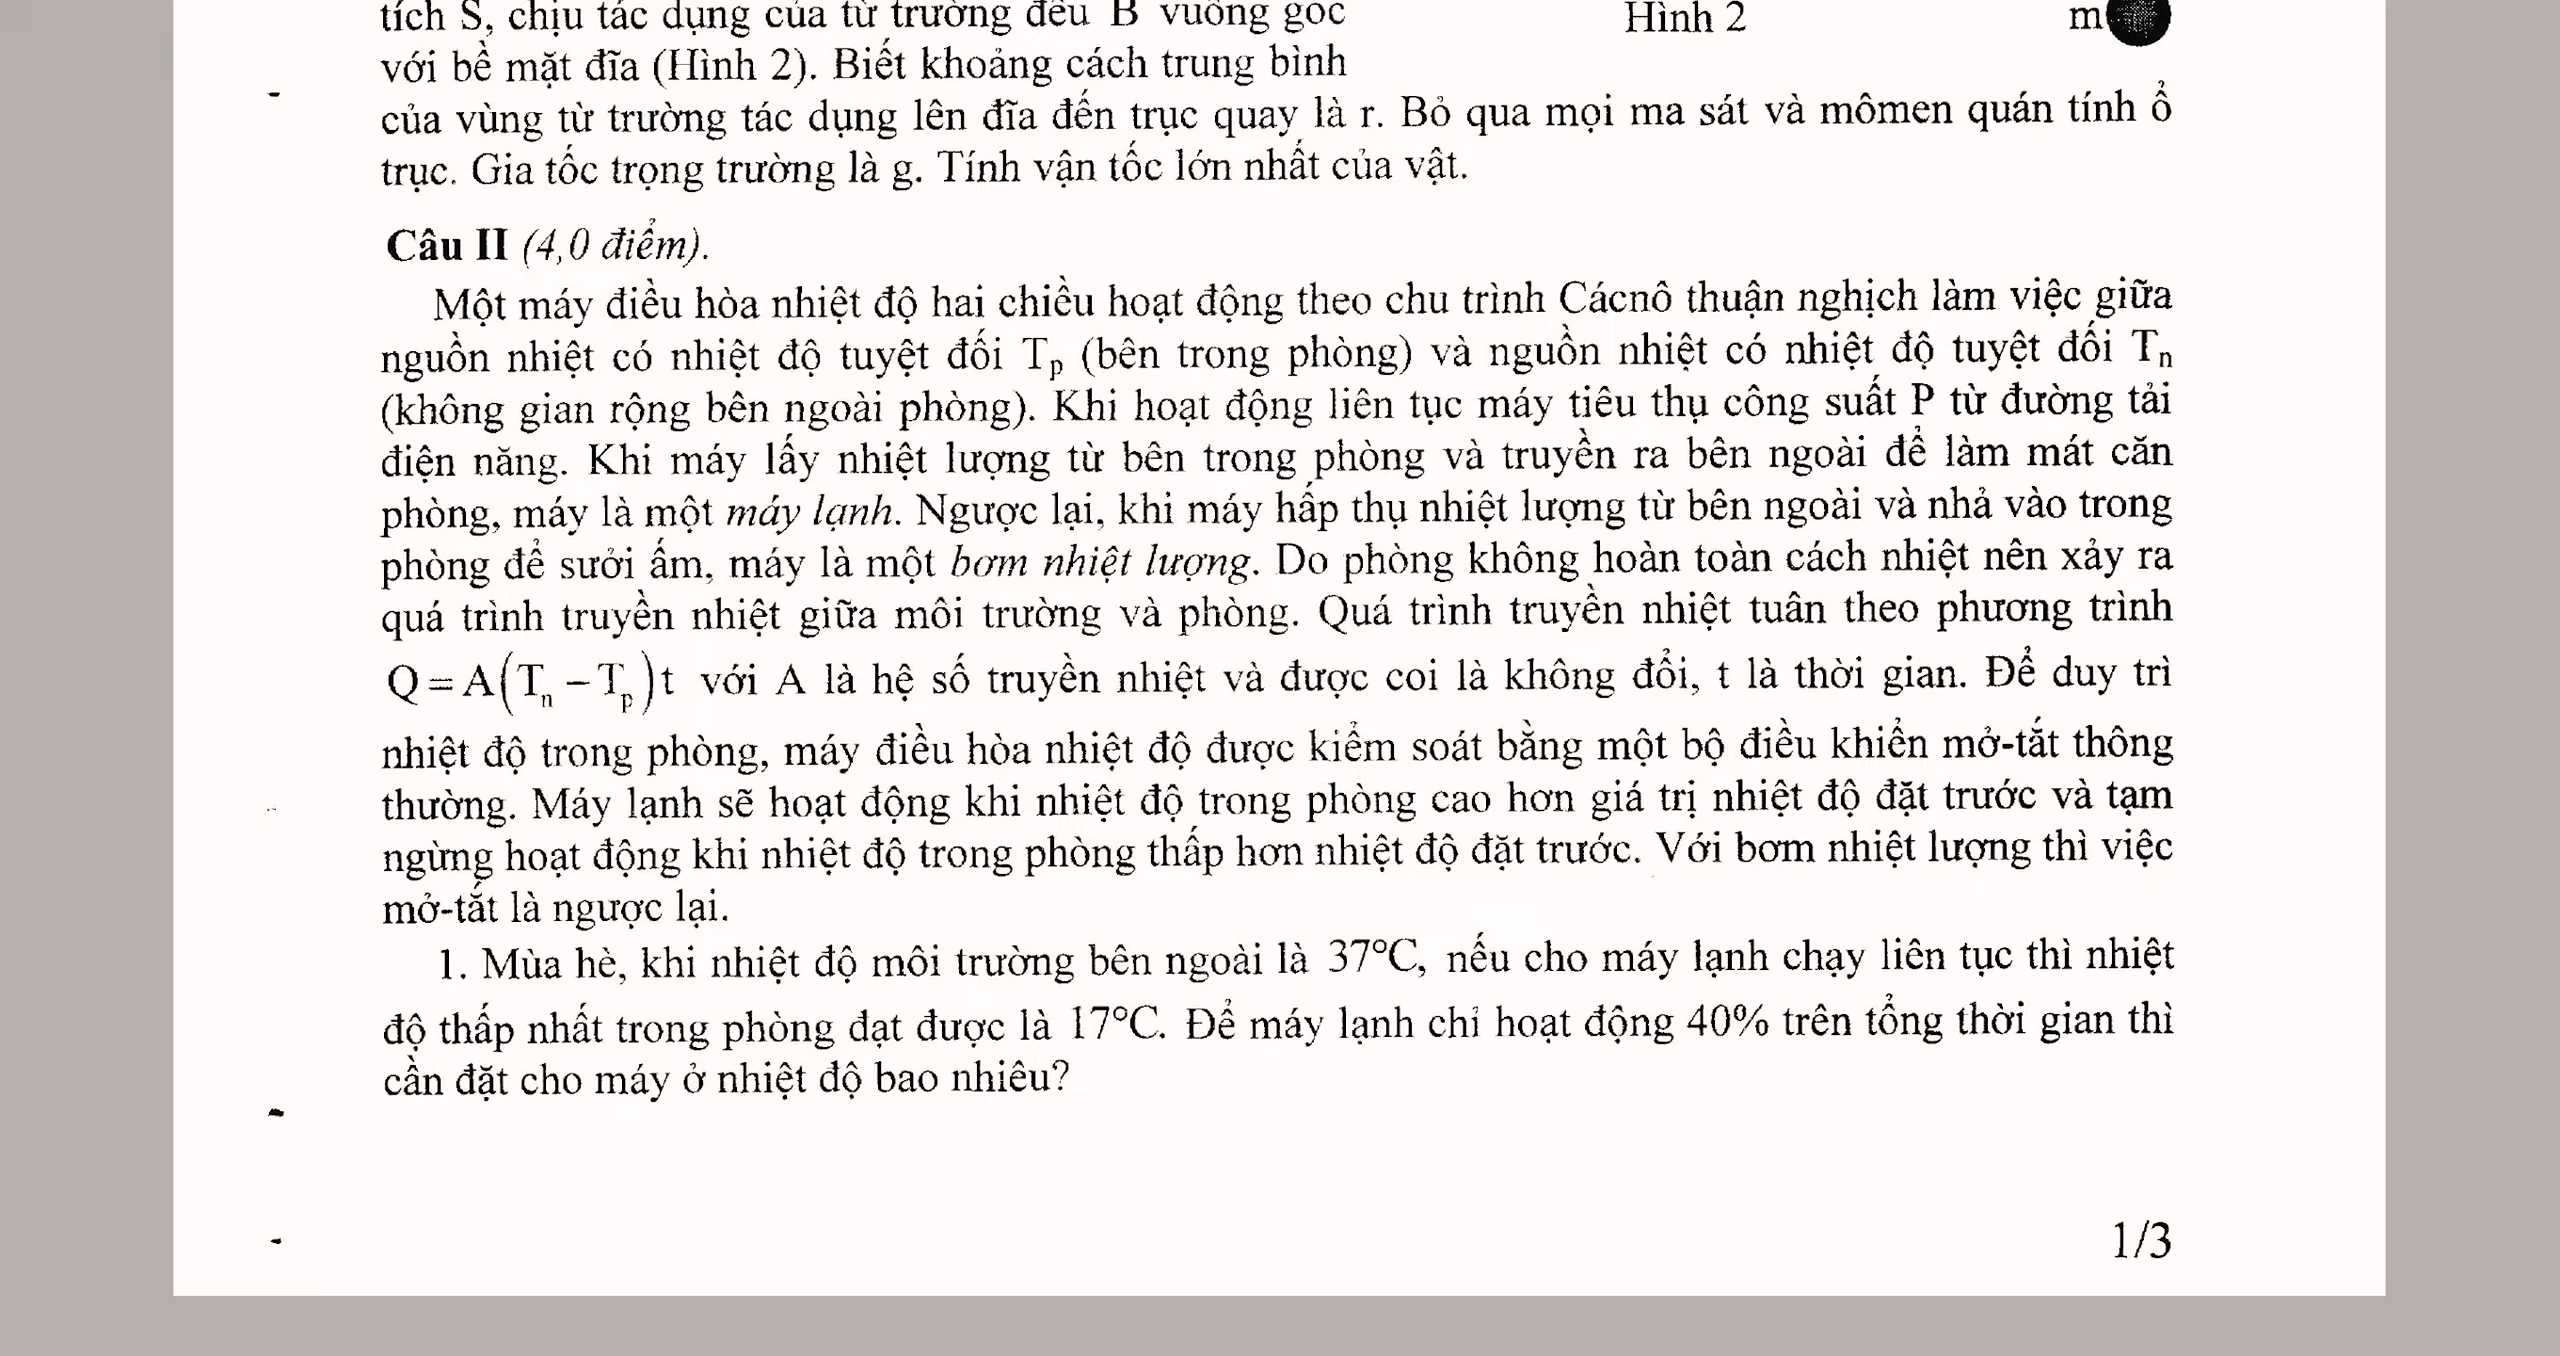 tích S, chịu tác dụng của từ trường đều B vuông góc
Hình 2
m
với bề mặt đĩa (Hình 2). Biết khoảng cách trung bình
của vùng từ trường tác dụng lên đĩa đến trục quay là r. Bỏ qua mọi ma sát và mômen quán tính ổ
trục. Gia tốc trọng trường là g. Tính vận tốc lớn nhất của vật.
Câu II (4,0 điểm).
Một máy điều hòa nhiệt độ hai chiều hoạt động theo chu trình Cácnô thuận nghịch làm việc giữa
nguồn nhiệt có nhiệt độ tuyệt đối Tp (bên trong phòng) và nguồn nhiệt có nhiệt độ tuyệt đối Tn
(không gian rộng bên ngoài phòng). Khi hoạt động liên tục máy tiêu thụ công suất P từ đường tải
điện năng. Khi máy lấy nhiệt lượng từ bên trong phòng và truyền ra bên ngoài để làm mát căn
phòng, máy là một máy lạnh. Ngược lại, khi máy hấp thụ nhiệt lượng từ bên ngoài và nhả vào trong
phòng để sưởi ấm, máy là một bơm nhiệt lượng. Do phòng không hoàn toàn cách nhiệt nên xảy ra
quá trình truyền nhiệt giữa môi trường và phòng. Quá trình truyền nhiệt tuân theo phương trình
Q = A(Tn − Tp)t với A là hệ số truyền nhiệt và được coi là không đổi, t là thời gian. Để duy trì
nhiệt độ trong phòng, máy điều hòa nhiệt độ được kiểm soát bằng một bộ điều khiển mở-tắt thông
thường. Máy lạnh sẽ hoạt động khi nhiệt độ trong phòng cao hơn giá trị nhiệt độ đặt trước và tạm
ngừng hoạt động khi nhiệt độ trong phòng thấp hơn nhiệt độ đặt trước. Với bơm nhiệt lượng thì việc
mở-tắt là ngược lại.
1. Mùa hè, khi nhiệt độ môi trường bên ngoài là 37°C, nếu cho máy lạnh chạy liên tục thì nhiệt
độ thấp nhất trong phòng đạt được là 17°C. Để máy lạnh chỉ hoạt động 40% trên tổng thời gian thì
cần đặt cho máy ở nhiệt độ bao nhiêu?
1/3